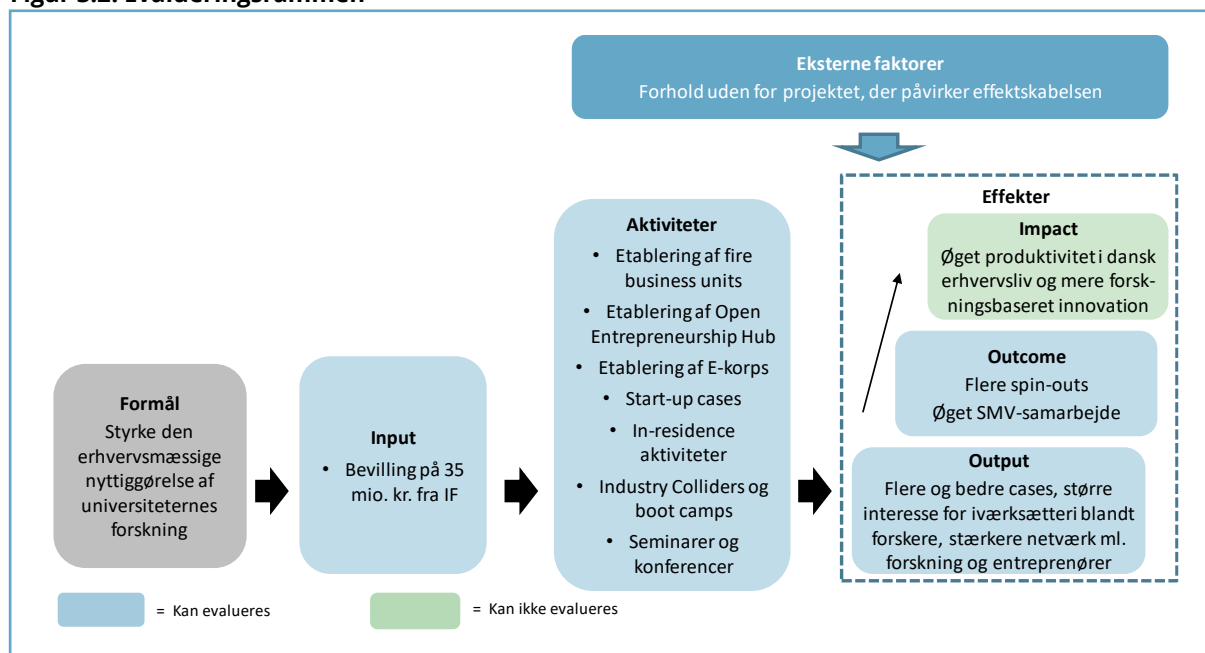 Eksterne faktorer
Forhold uden for projektet, der påvirker effektskabelsen
Formål
Styrke den
erhvervsmæssige
nyttiggørelse af
universiteternes
forskning
Input
• Bevilling på 35
mio. kr. fra IF
Aktiviteter
• Etablering af fire
business units
• Etablering af Open
Entrepreneurship Hub
• Etablering af E-korps
• Start-up cases
• In-residence
aktiviteter
• Industry Colliders og
boot camps
• Seminarer og
konferencer
Effekter
Impact
Øget produktivitet i dansk
erhvervsliv og mere forsk-
ningsbaseret innovation
Outcome
Flere spin-outs
Øget SMV-samarbejde
Output
Flere og bedre cases, større
interesse for iværksætteri blandt
forskere, stærkere netværk ml.
forskning og entreprenører
= Kan evalueres
= Kan ikke evalueres